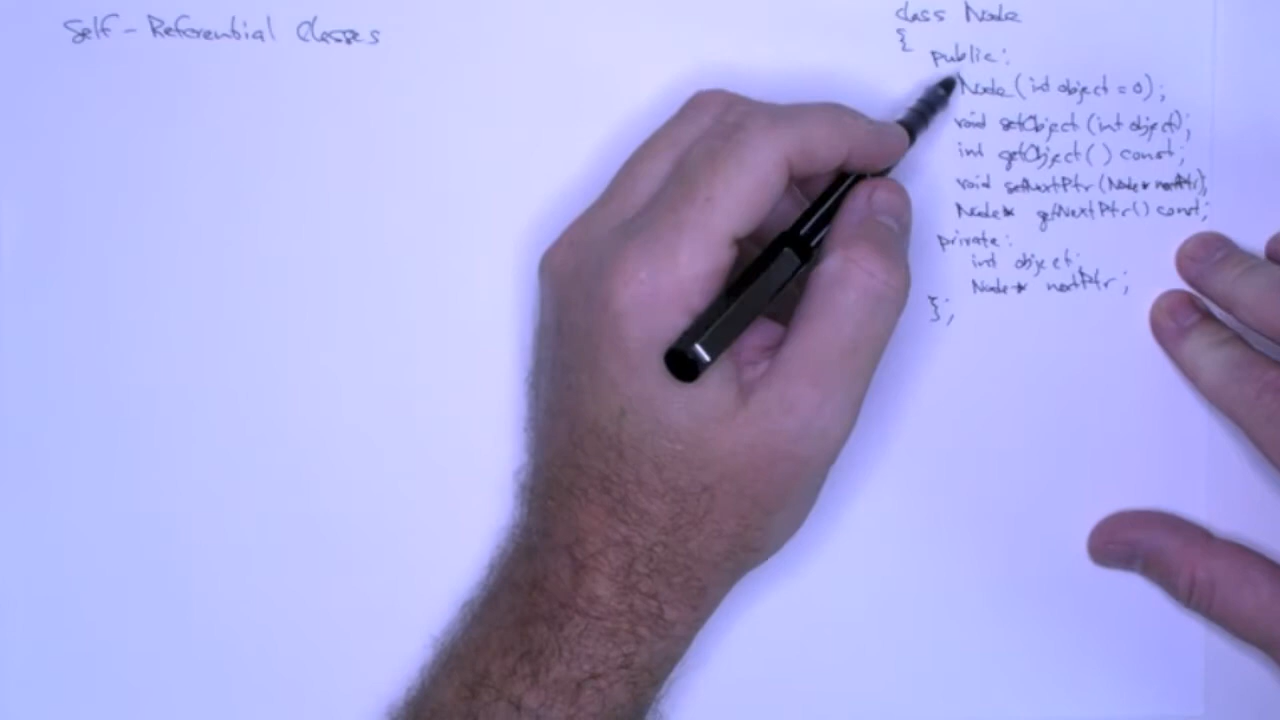 Self-Referential Classes
class Node
{
public:
Node(int object = 0);
void setObject(int object);
int getObject() const;
void setNextPtr(Node* nextPtr);
Node* getNextPtr() const;
private:
int object;
Node* nextPtr;
};